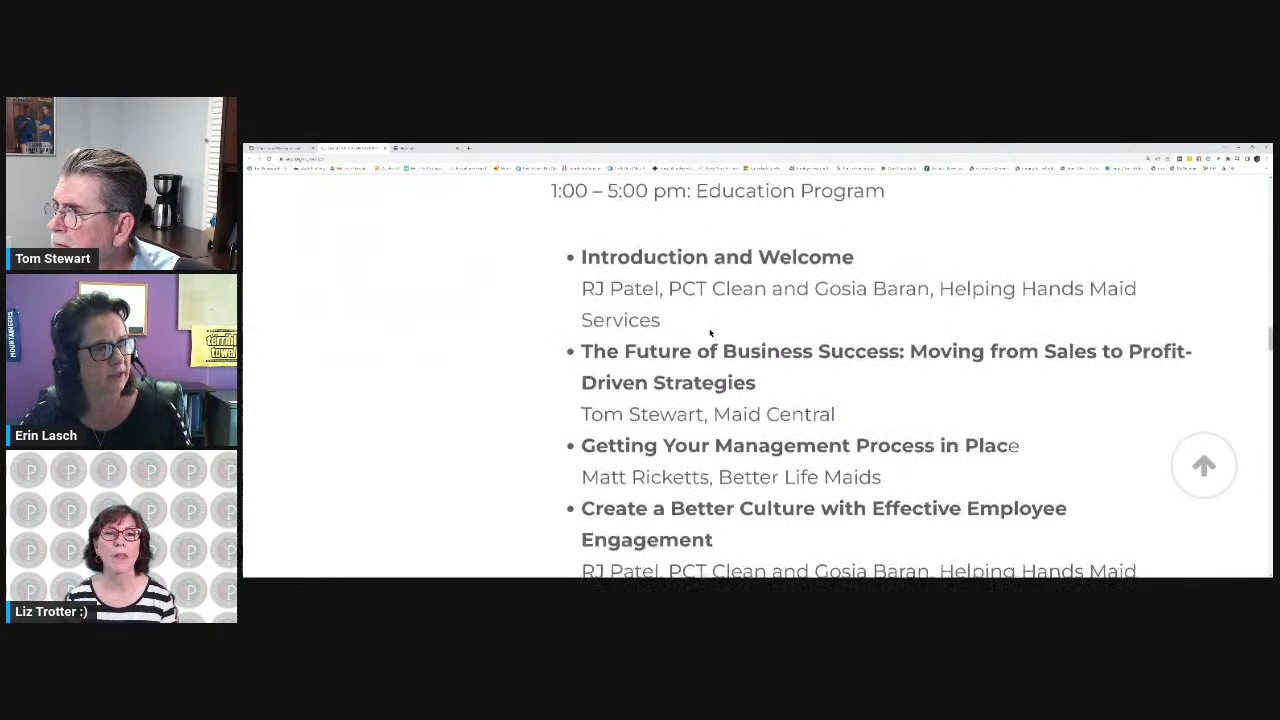 Tom Stewart
MOUNTAINEERS
terrible
towel
Erin Lasch
P
Liz Trotter :)
1:00 – 5:00 pm: Education Program
• Introduction and Welcome
RJ Patel, PCT Clean and Gosia Baran, Helping Hands Maid
Services
• The Future of Business Success: Moving from Sales to Profit-
Driven Strategies
Tom Stewart, Maid Central
• Getting Your Management Process in Place
Matt Ricketts, Better Life Maids
• Create a Better Culture with Effective Employee
Engagement
RJ Patel, PCT Clean and Gosia Baran, Helping Hands Maid